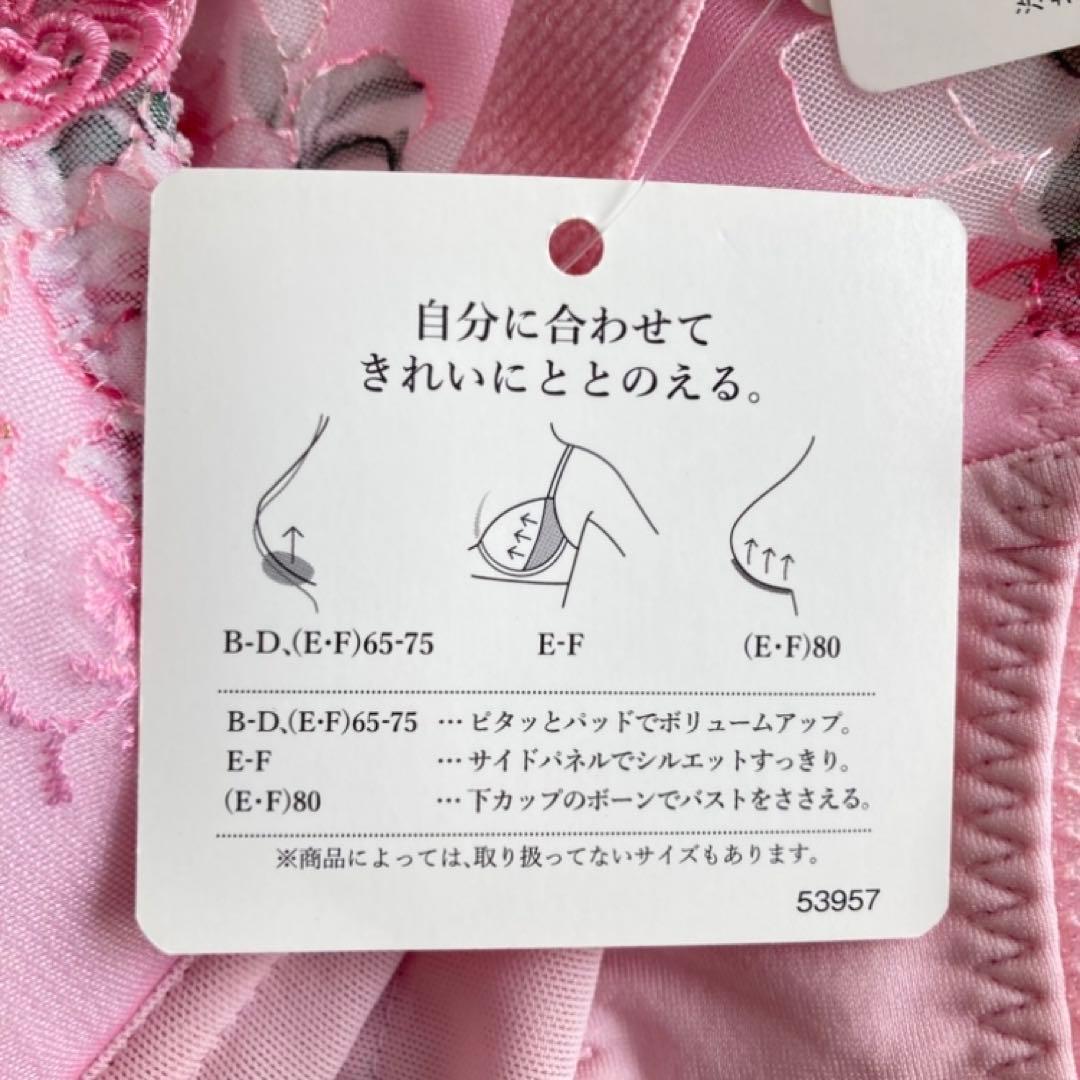 自分に合わせて
きれいにととのえる。
B-D、(E・F)65-75
E-F
(E・F)80
B-D、(E・F)65-75 … ピタッとパッドでボリュームアップ。
E-F … サイドパネルでシルエットすっきり。
(E・F)80 … 下カップのボーンでバストをささえる。
※商品によっては、取り扱ってないサイズもあります。
53957